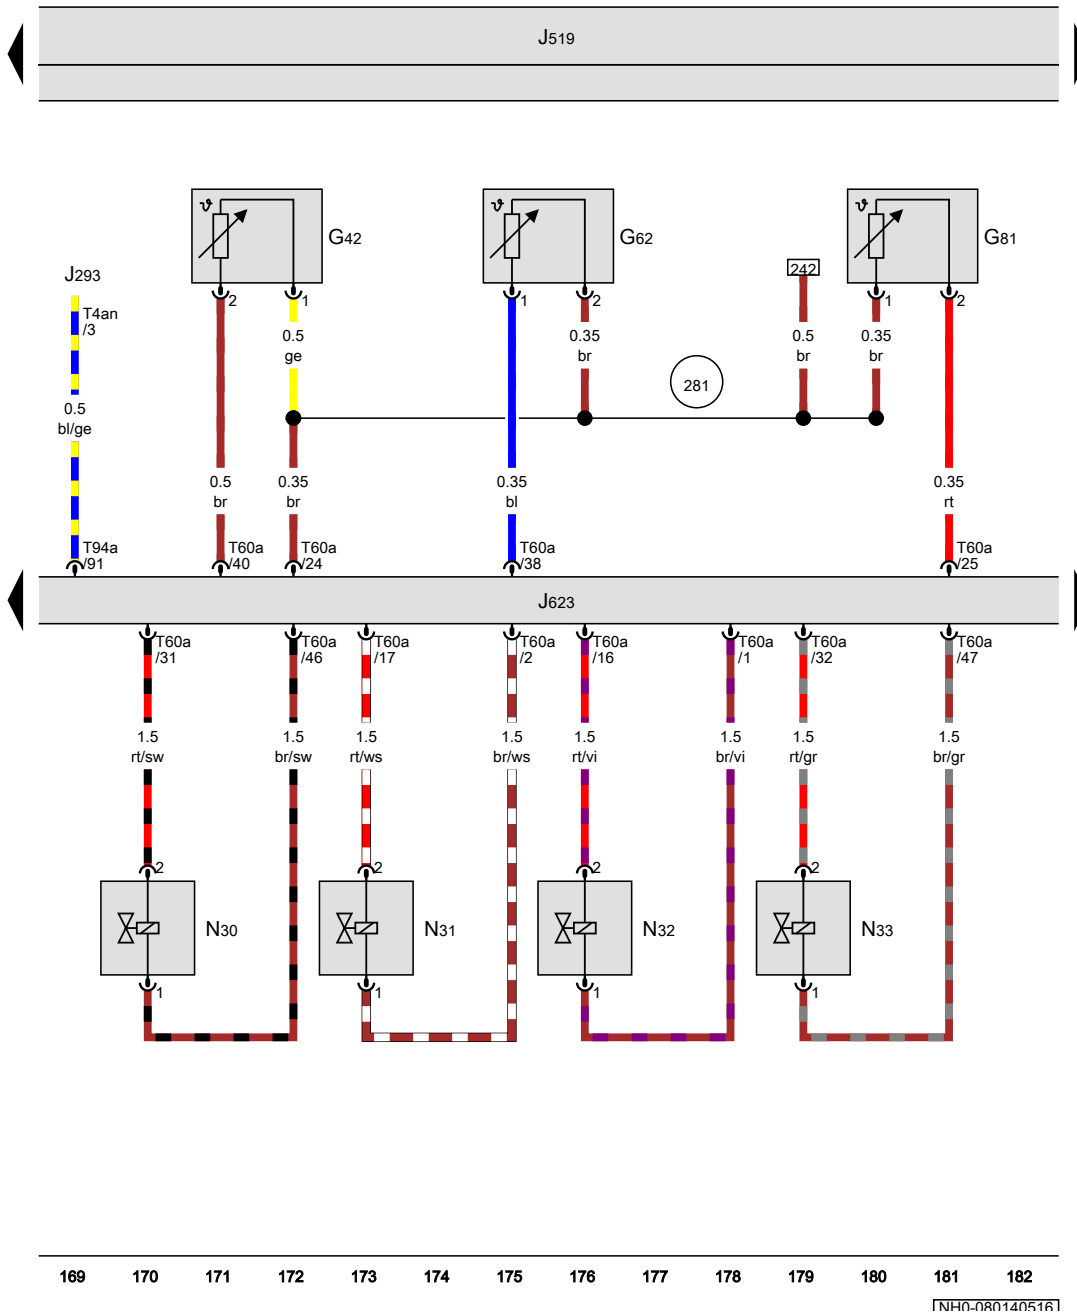 J519
G42
G62
G81
J293
242
T4an
/3
2
1
1
2
1
2
0.5
ge
0.35
br
0.5
br
0.35
br
281
0.5
bl/ge
0.5
br
0.35
br
0.35
bl
0.35
rt
T94a
/91
T60a
/40
T60a
/24
T60a
/38
T60a
/25
J623
T60a
/31
T60a
/46
T60a
/17
T60a
/2
T60a
/16
T60a
/1
T60a
/32
T60a
/47
1.5
rt/sw
1.5
br/sw
1.5
rt/ws
1.5
br/ws
1.5
rt/vi
1.5
br/vi
1.5
rt/gr
1.5
br/gr
2
2
2
2
N30
N31
N32
N33
1
1
1
1
169 170 171 172 173 174 175 176 177 178 179 180 181 182
NH0-080140516